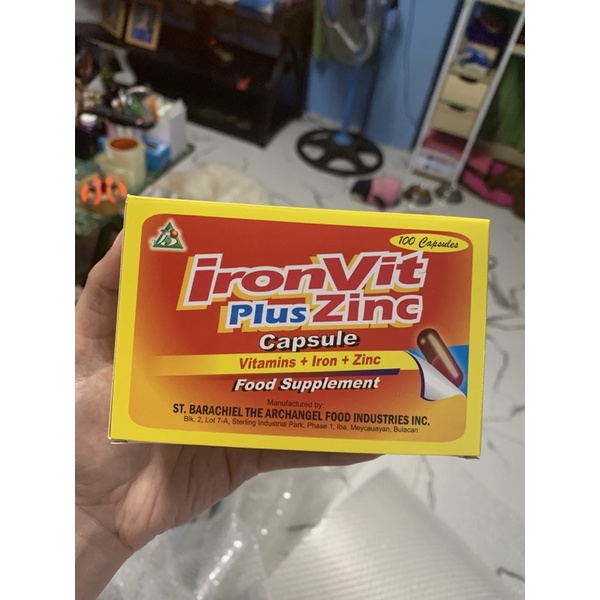 100 Capsules
IronVit
Plus Zinc
Capsule
Vitamins + Iron + Zinc
Food Supplement
Manufactured by:
ST. BARACHIEL THE ARCHANGEL FOOD INDUSTRIES INC.
Blk. 2, Lot 7-A, Sterling Industrial Park, Phase 1, Iba, Meycauayan, Bulacan